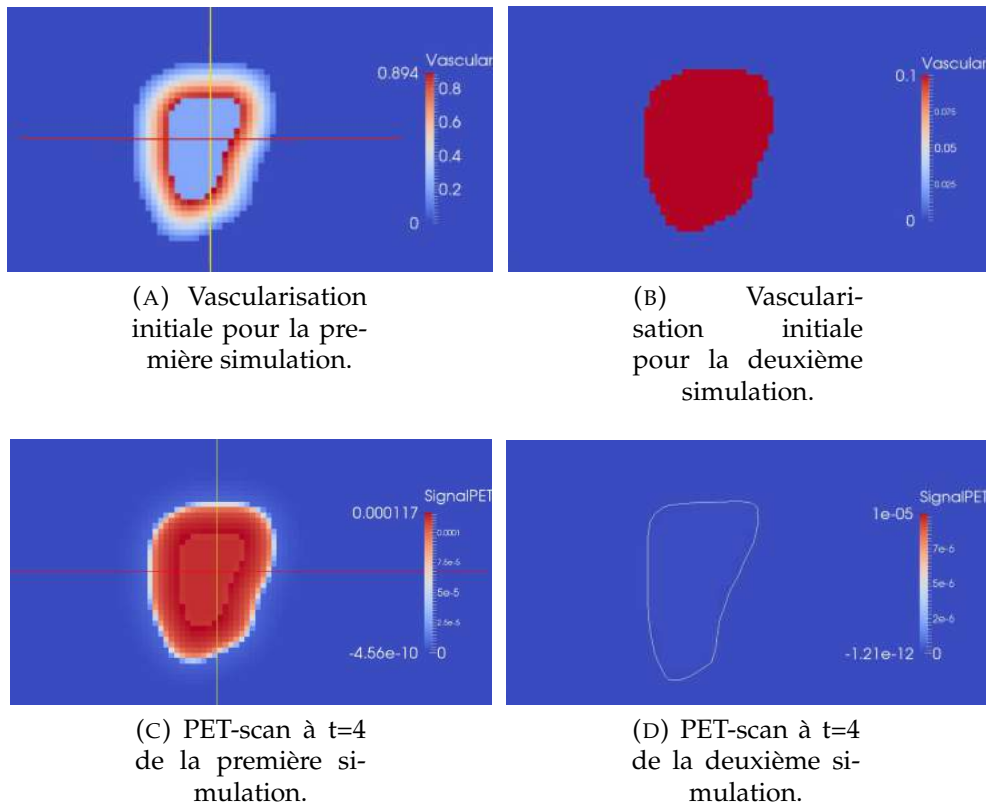 Vascular
0.894
0.8
0.6
0.4
0.2
0
Vascular
0.1
0.075
0.05
0.025
0
(A) Vascularisation
initiale pour la pre-
mière simulation.
(B) Vasculari-
sation initiale
pour la deuxième
simulation.
SignalPET
0.000117
0.0001
7.5e-5
5e-5
2.5e-5
-4.56e-10 0
SignalPET
1e-05
7e-6
6e-6
2e-6
-1.21e-12 0
(C) PET-scan à t=4
de la première si-
mulation.
(D) PET-scan à t=4
de la deuxième si-
mulation.